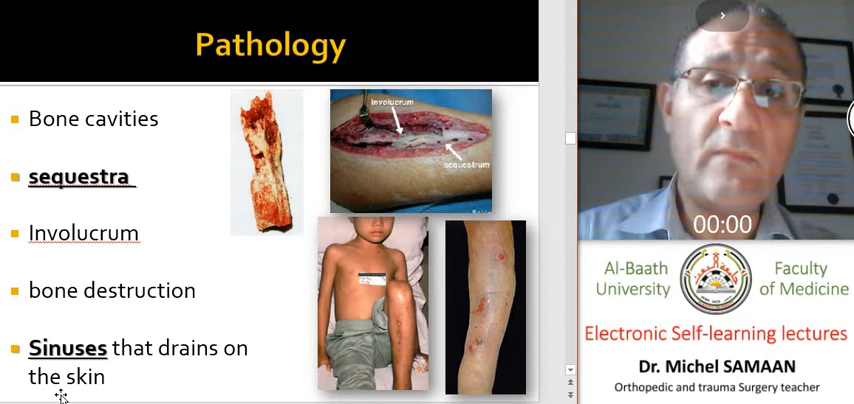 Pathology
Bone cavities
sequestra
Involucrum
bone destruction
Sinuses that drains on
the skin
involucrum
sequestrum
00:00
Al-Baath
University
Faculty
of Medicine
Electronic Self-learning lectures
Dr. Michel SAMAAN
Orthopedic and trauma Surgery teacher